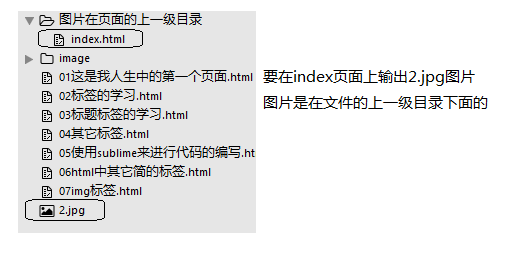 图片在页面的上一级目录
index.html
image
01这是我人生中的第一个页面.html
要在index页面上输出2.jpg图片
02标签的学习.html
图片是在文件的上一级目录下面的
03标题标签的学习.html
04其它标签.html
05使用sublime来进行代码的编写.ht
06html中其它简的标签.html
07img标签.html
2.jpg